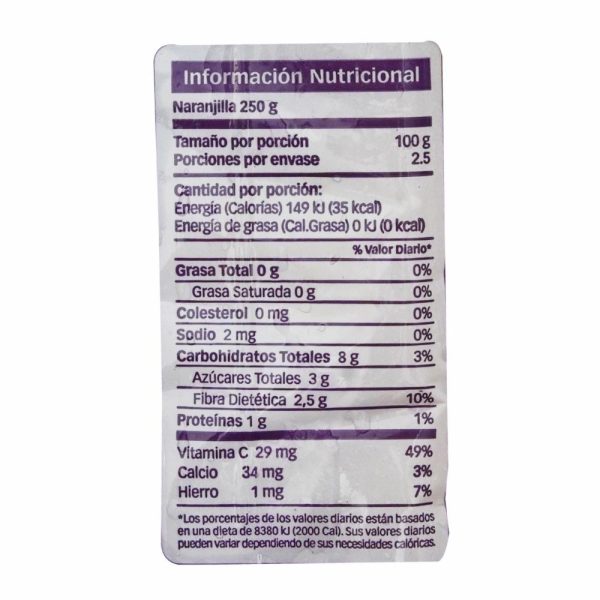 Información Nutricional
Naranjilla 250 g
Tamaño por porción 100 g
Porciones por envase 2.5
Cantidad por porción:
Energía (Calorías) 149 kJ (35 kcal)
Energía de grasa (Cal.Grasa) 0 kJ (0 kcal)
% Valor Diario*
Grasa Total 0 g 0%
Grasa Saturada 0 g 0%
Colesterol 0 mg 0%
Sodio 2 mg 0%
Carbohidratos Totales 8 g 3%
Azúcares Totales 3 g
Fibra Dietética 2,5 g 10%
Proteínas 1 g 1%
Vitamina C 29 mg 49%
Calcio 34 mg 3%
Hierro 1 mg 7%
*Los porcentajes de los valores diarios están basados
en una dieta de 8380 kJ (2000 Cal). Sus valores diarios
pueden variar dependiendo de sus necesidades calóricas.